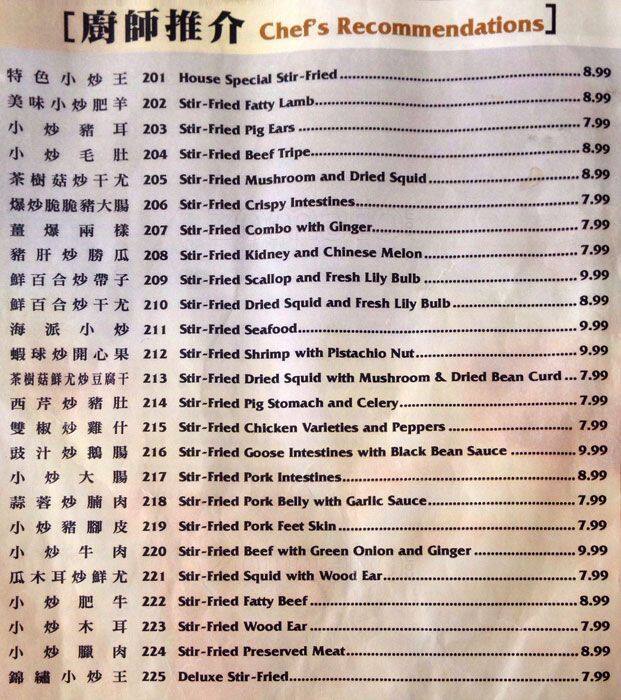 [廚師推介 Chef's Recommendations]
特色小炒王 201 House Special Stir-Fried 8.99
美味小炒肥羊 202 Stir-Fried Fatty Lamb 8.99
小炒豬耳 203 Stir-Fried Pig Ears 7.99
小炒毛肚 204 Stir-Fried Beef Tripe 8.99
茶樹菇炒干尤 205 Stir-Fried Mushroom and Dried Squid 8.99
爆炒脆脆豬大腸 206 Stir-Fried Crispy Intestines 7.99
薑爆兩樣 207 Stir-Fried Combo with Ginger 7.99
豬肝炒勝瓜 208 Stir-Fried Kidney and Chinese Melon 7.99
鮮百合炒帶子 209 Stir-Fried Scallop and Fresh Lily Bulb 9.99
鮮百合炒干尤 210 Stir-Fried Dried Squid and Fresh Lily Bulb 8.99
海派小炒 211 Stir-Fried Seafood 9.99
蝦球炒開心果 212 Stir-Fried Shrimp with Pistachio Nut 9.99
茶樹菇鮮尤炒豆腐干 213 Stir-Fried Dried Squid with Mushroom & Dried Bean Curd 7.99
西芹炒豬肚 214 Stir-Fried Pig Stomach and Celery 7.99
雙椒炒雞什 215 Stir-Fried Chicken Varieties and Peppers 7.99
豉汁炒鵝腸 216 Stir-Fried Goose Intestines with Black Bean Sauce 9.99
小炒大腸 217 Stir-Fried Pork Intestines 8.99
蒜蓉炒腩肉 218 Stir-Fried Pork Belly with Garlic Sauce 7.99
小炒豬腳皮 219 Stir-Fried Pork Feet Skin 7.99
小炒牛肉 220 Stir-Fried Beef with Green Onion and Ginger 9.99
瓜木耳炒鮮尤 221 Stir-Fried Squid with Wood Ear 7.99
小炒肥牛 222 Stir-Fried Fatty Beef 8.99
小炒木耳 223 Stir-Fried Wood Ear 7.99
小炒臘肉 224 Stir-Fried Preserved Meat 8.99
錦繡小炒王 225 Deluxe Stir-Fried 7.99